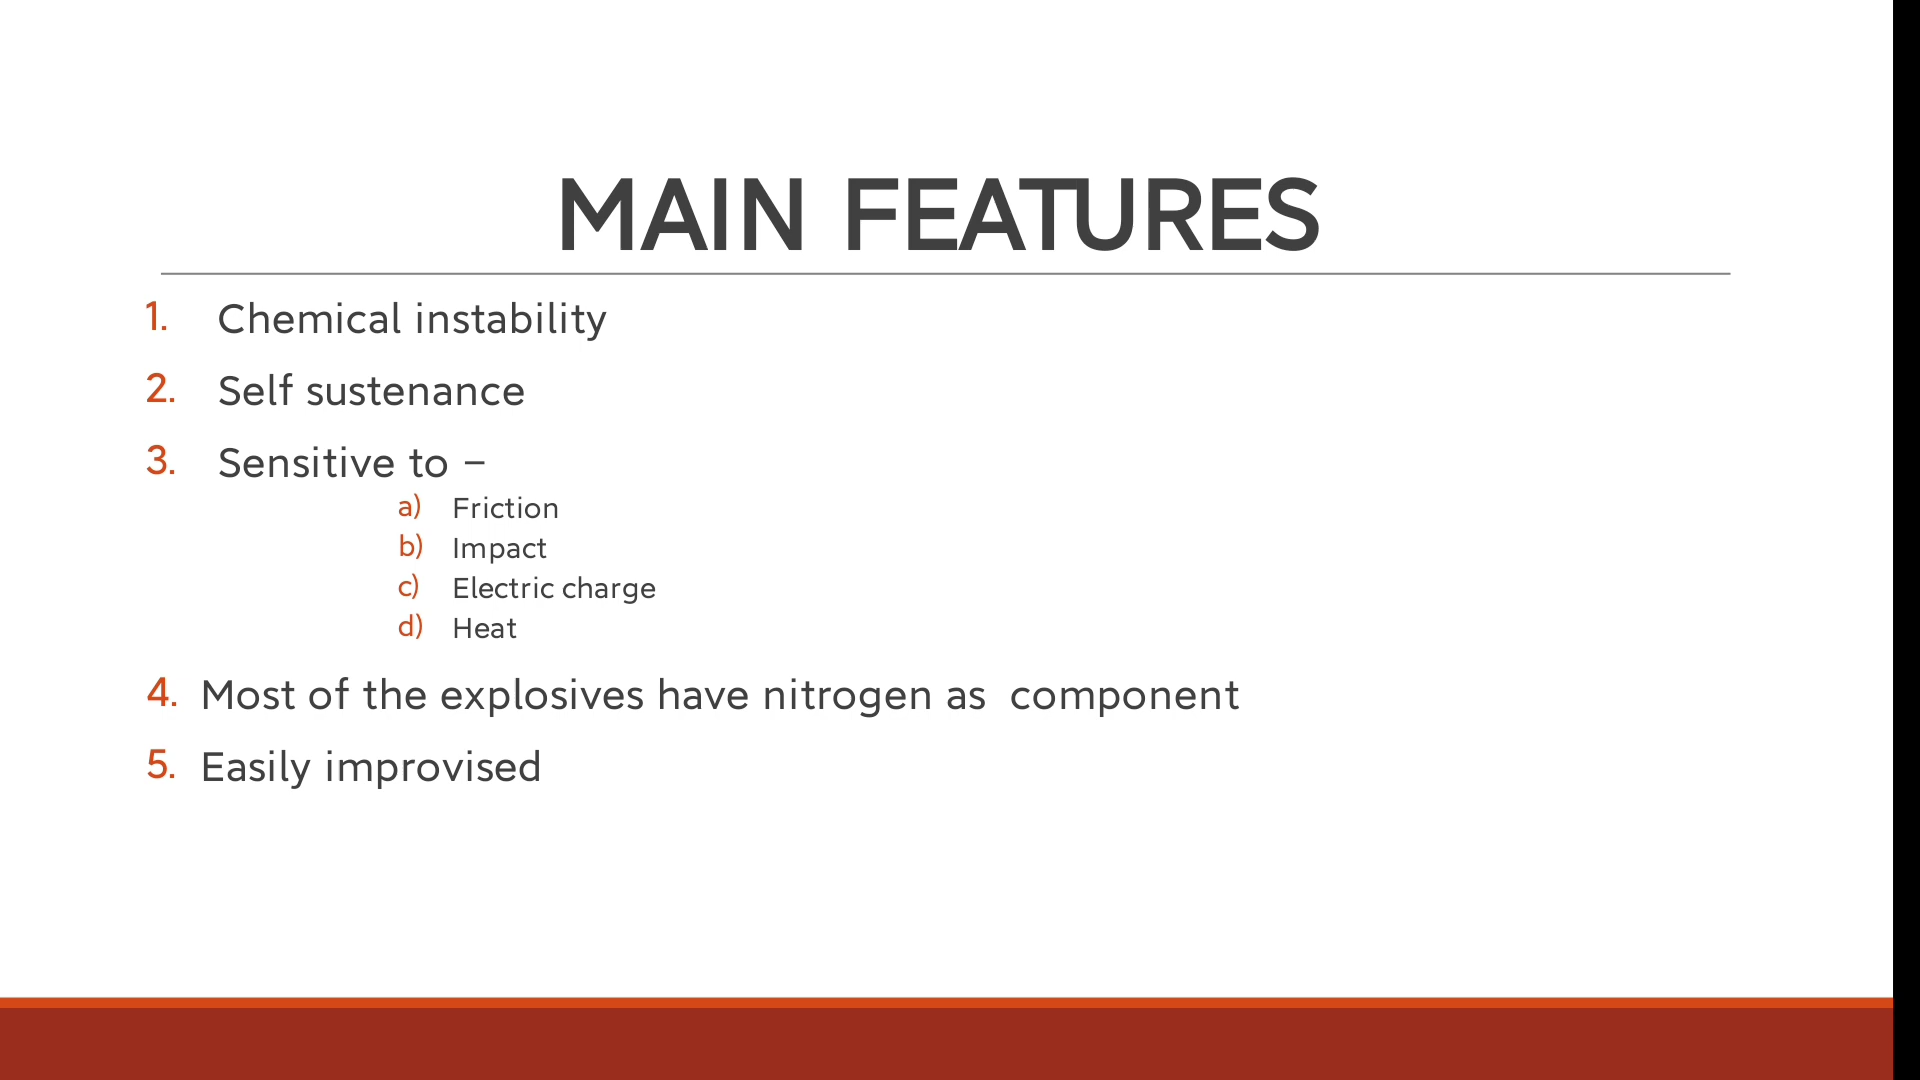 MAIN FEATURES
1. Chemical instability
2. Self sustenance
3. Sensitive to –
a) Friction
b) Impact
c) Electric charge
d) Heat
4. Most of the explosives have nitrogen as  component
5. Easily improvised